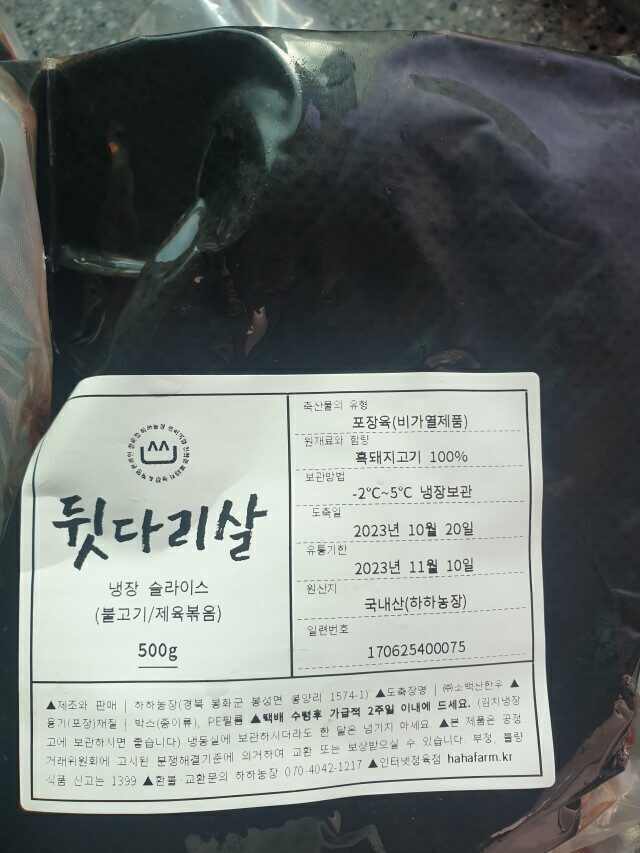 뒷다리살
냉장 슬라이스
(불고기/제육볶음)
500g
축산물의 유형
포장육(비가열제품)
원재료와 함량
흑돼지고기 100%
보관방법
-2℃~5℃ 냉장보관
도축일
2023년 10월 20일
유통기한
2023년 11월 10일
원산지
국내산(하하농장)
일련번호
170625400075
▲제조와 판매 | 하하농장(경북 봉화군 봉성면 봉양리 1574-1) ▲도축장명 | ㈜소백산한우 ▲
용기(포장)재질 | 박스(종이류), PE필름 ▲택배 수령후 가급적 2주일 이내에 드세요. (김치냉장
고에 보관하시면 좋습니다) 냉동실에 보관하시더라도 한 달은 넘기지 마세요 ▲본 제품은 공정
거래위원회에 고시된 분쟁해결기준에 의거하여 교환 또는 보상받으실 수 있습니다. 부정, 불량
식품 신고는 1399 ▲환불·교환문의 하하농장 070-4042-1217 ▲인터넷정육점 hahafarm.kr